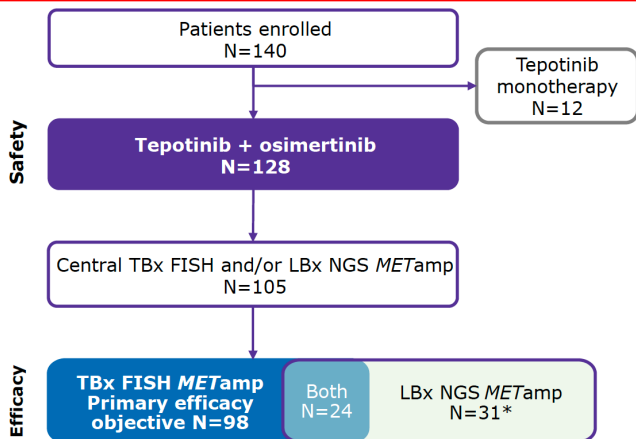 Patients enrolled
N=140
Tepotinib
monotherapy
N=12
Safety
Tepotinib + osimertinib
N=128
Central TBx FISH and/or LBx NGS METamp
N=105
Efficacy
TBx FISH METamp
Primary efficacy
objective N=98
Both
N=24
LBx NGS METamp
N=31*